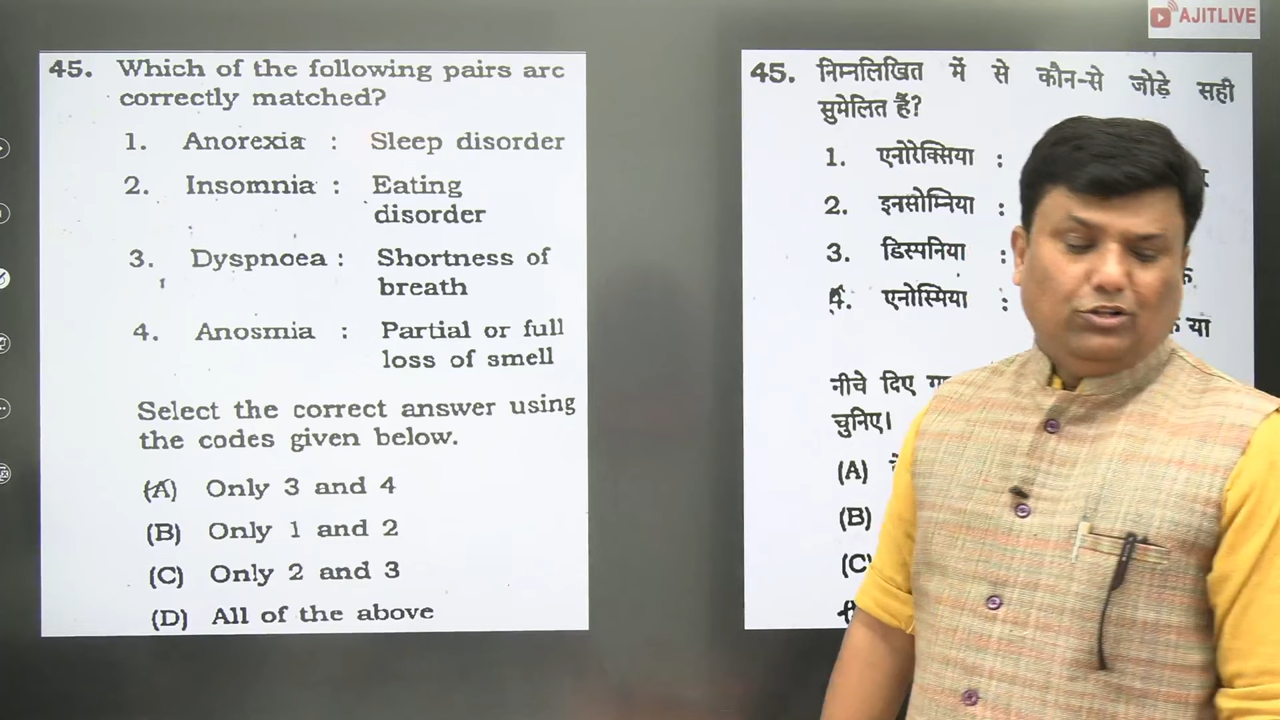 AJITLIVE
45. Which of the following pairs are
correctly matched?
1. Anorexia : Sleep disorder
2. Insomnia : Eating
disorder
3. Dyspnoea : Shortness of
breath
4. Anosmia : Partial or full
loss of smell
Select the correct answer using
the codes given below.
(A) Only 3 and 4
(B) Only 1 and 2
(C) Only 2 and 3
(D) All of the above
45. निम्नलिखित में से कौन-से जोड़े सही
सुमेलित हैं?
1. एनोरेक्सिया :
2. इनसोम्निया :
3. डिस्पनिया :
4. एनोस्मिया :
या
नीचे दिए
चुनिए।
(A)
(B)
(C)